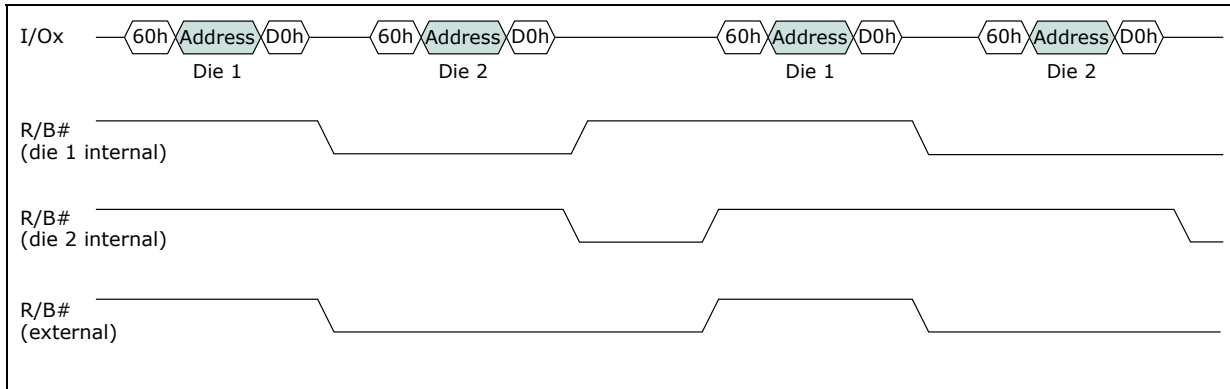 I/Ox 60h Address D0h 60h Address D0h 60h Address D0h 60h Address D0h
Die 1 Die 2 Die 1 Die 2
R/B#
(die 1 internal)
R/B#
(die 2 internal)
R/B#
(external)